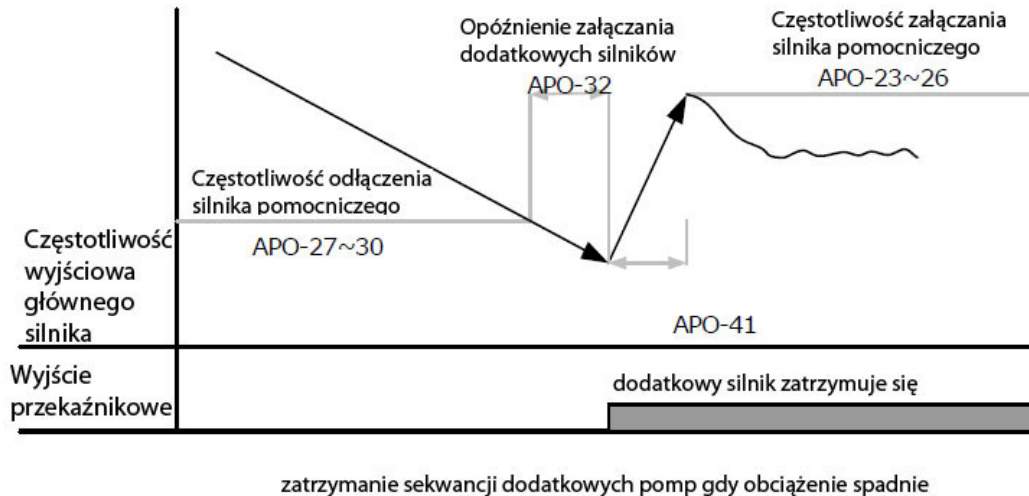 Opóźnienie załączania
dodatkowych silników
APO-32
Częstotliwość załączania
silnika pomocniczego
APO-23~26
Częstotliwość odłączenia
silnika pomocniczego
APO-27~30
Częstotliwość
wyjściowa
głównego
silnika
APO-41
Wyjście
przekaźnikowe
dodatkowy silnik zatrzymuje się
zatrzymanie sekwancji dodatkowych pomp gdy obciążenie spadnie